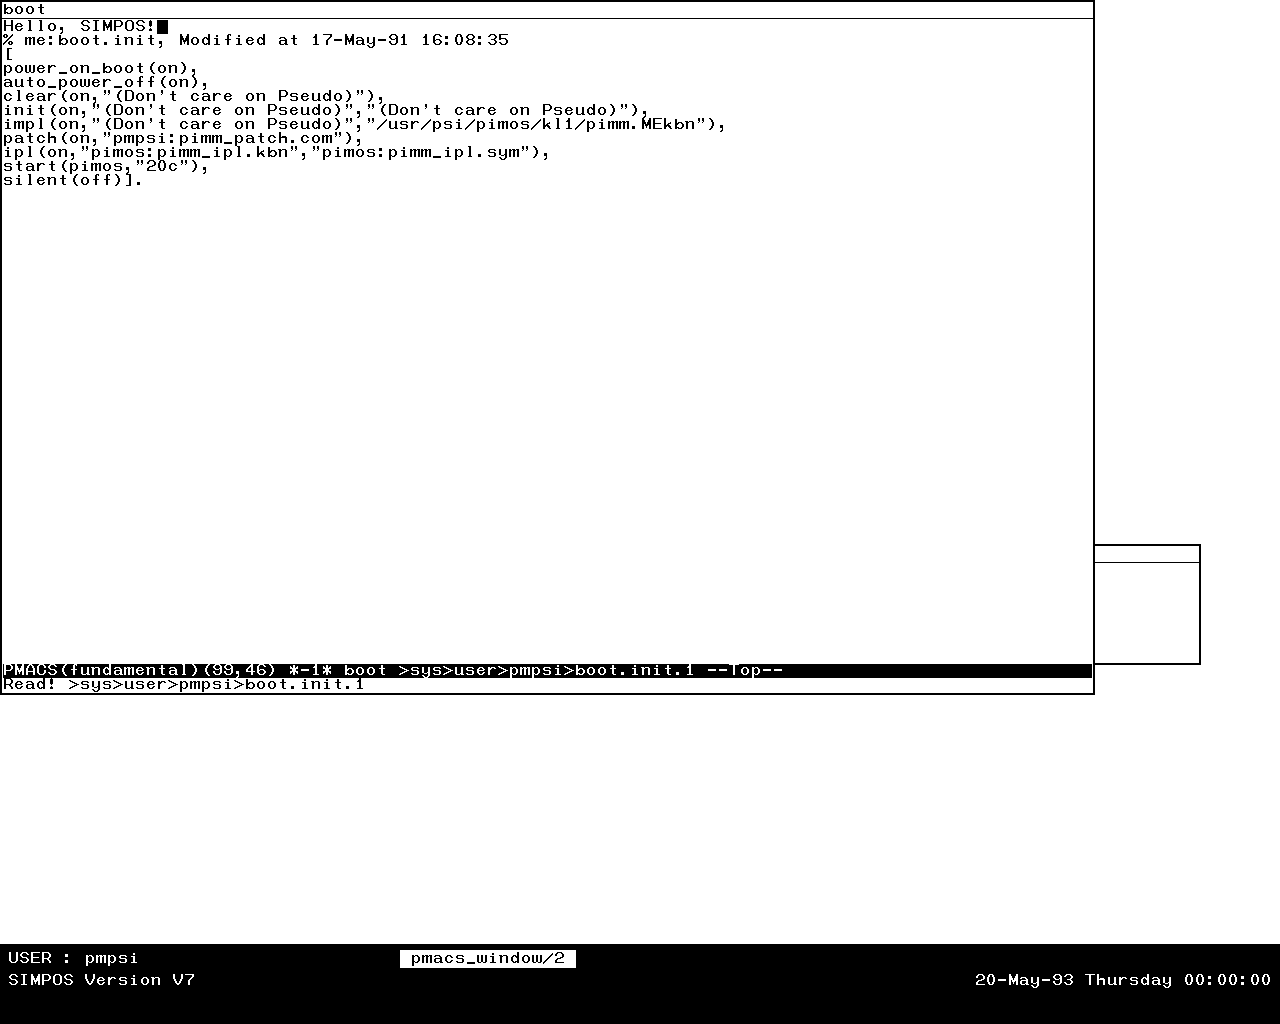 boot
Hello, SIMPOS!
% me:boot.init, Modified at 17-May-91 16:08:35
[
power_on_boot(on),
auto_power_off(on),
clear(on,"(Don't care on Pseudo)"),
init(on,"(Don't care on Pseudo)","(Don't care on Pseudo)"),
impl(on,"(Don't care on Pseudo)","/usr/psi/pimos/kl1/pimm.MEkbn"),
patch(on,"pmpsi:pimm_patch.com"),
ipl(on,"pimos:pimm_ipl.kbn","pimos:pimm_ipl.sym"),
start(pimos,"20c"),
silent(off)].
PMACS(fundamental)(99,46) *-1* boot >sys>user>pmpsi>boot.init.1 --Top--
Read! >sys>user>pmpsi>boot.init.1
USER : pmpsi
pmacs_window/2
SIMPOS Version V7
20-May-93 Thursday 00:00:00